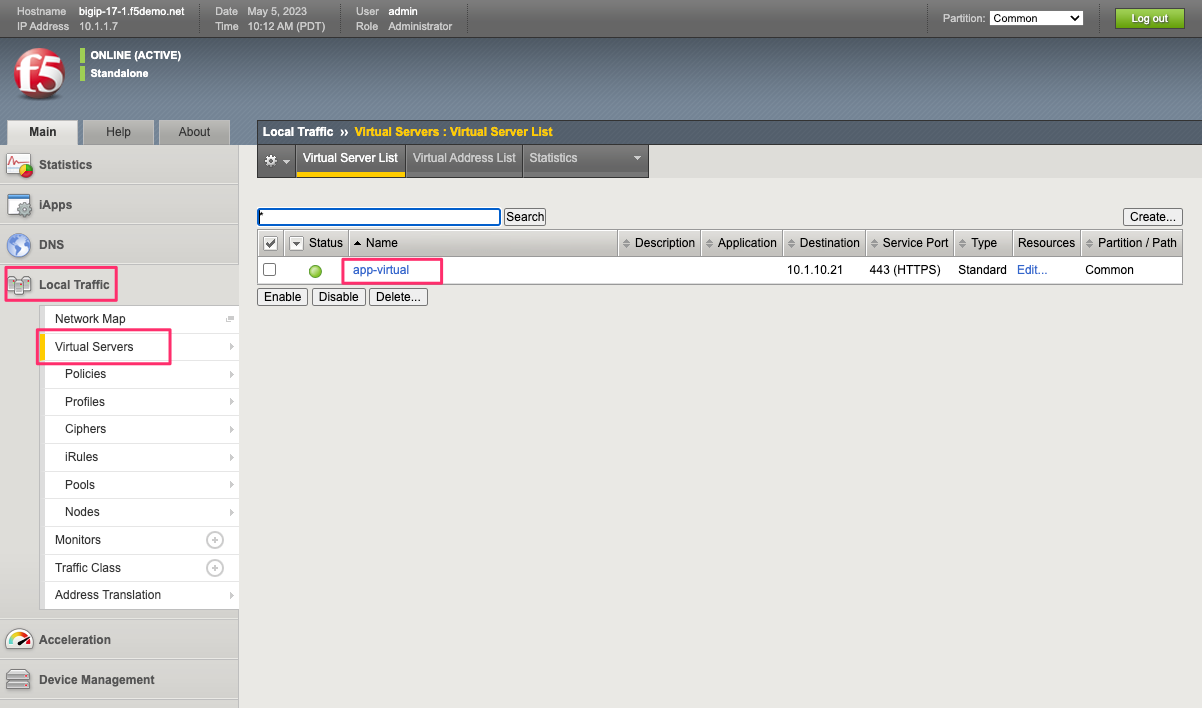 Hostname bigip-17-1.f5demo.net Date May 5, 2023 User admin Partition: Common Log out
IP Address 10.1.1.7 Time 10:12 AM (PDT) Role Administrator
f5
ONLINE (ACTIVE)
Standalone
Main Help About
Local Traffic ›› Virtual Servers : Virtual Server List
Virtual Server List Virtual Address List Statistics
Statistics
iApps
DNS
Local Traffic
Network Map
Virtual Servers
Policies
Profiles
Ciphers
iRules
Pools
Nodes
Monitors
Traffic Class
Address Translation
Acceleration
Device Management
* Search Create...
Status Name Description Application Destination Service Port Type Resources Partition / Path
app-virtual 10.1.10.21 443 (HTTPS) Standard Edit... Common
Enable Disable Delete...